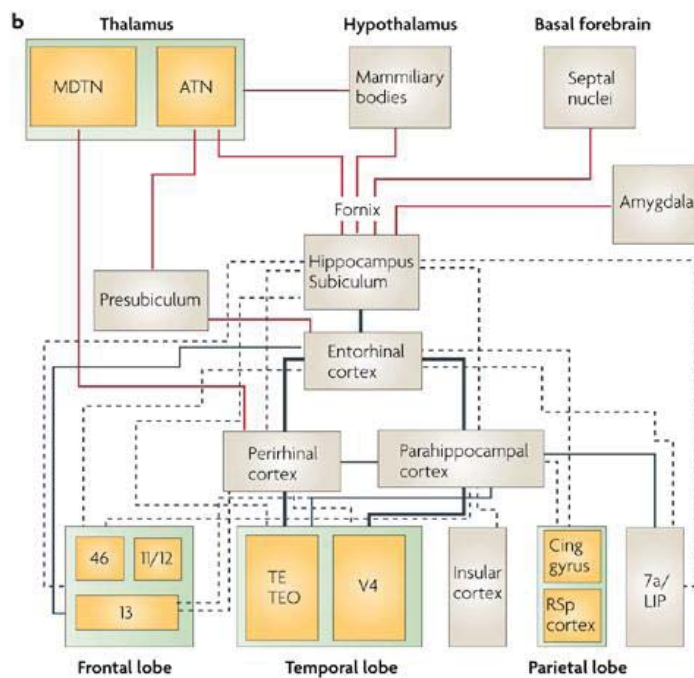 b
Thalamus
Hypothalamus
Basal forebrain
MDTN
ATN
Mammiliary
bodies
Septal
nuclei
Fornix
Amygdala
Hippocampus
Subiculum
Presubiculum
Entorhinal
cortex
Perirhinal
cortex
Parahippocampal
cortex
46
11/12
13
TE
TEO
V4
Insular
cortex
Cing
gyrus
RSp
cortex
7a/
LIP
Frontal lobe
Temporal lobe
Parietal lobe